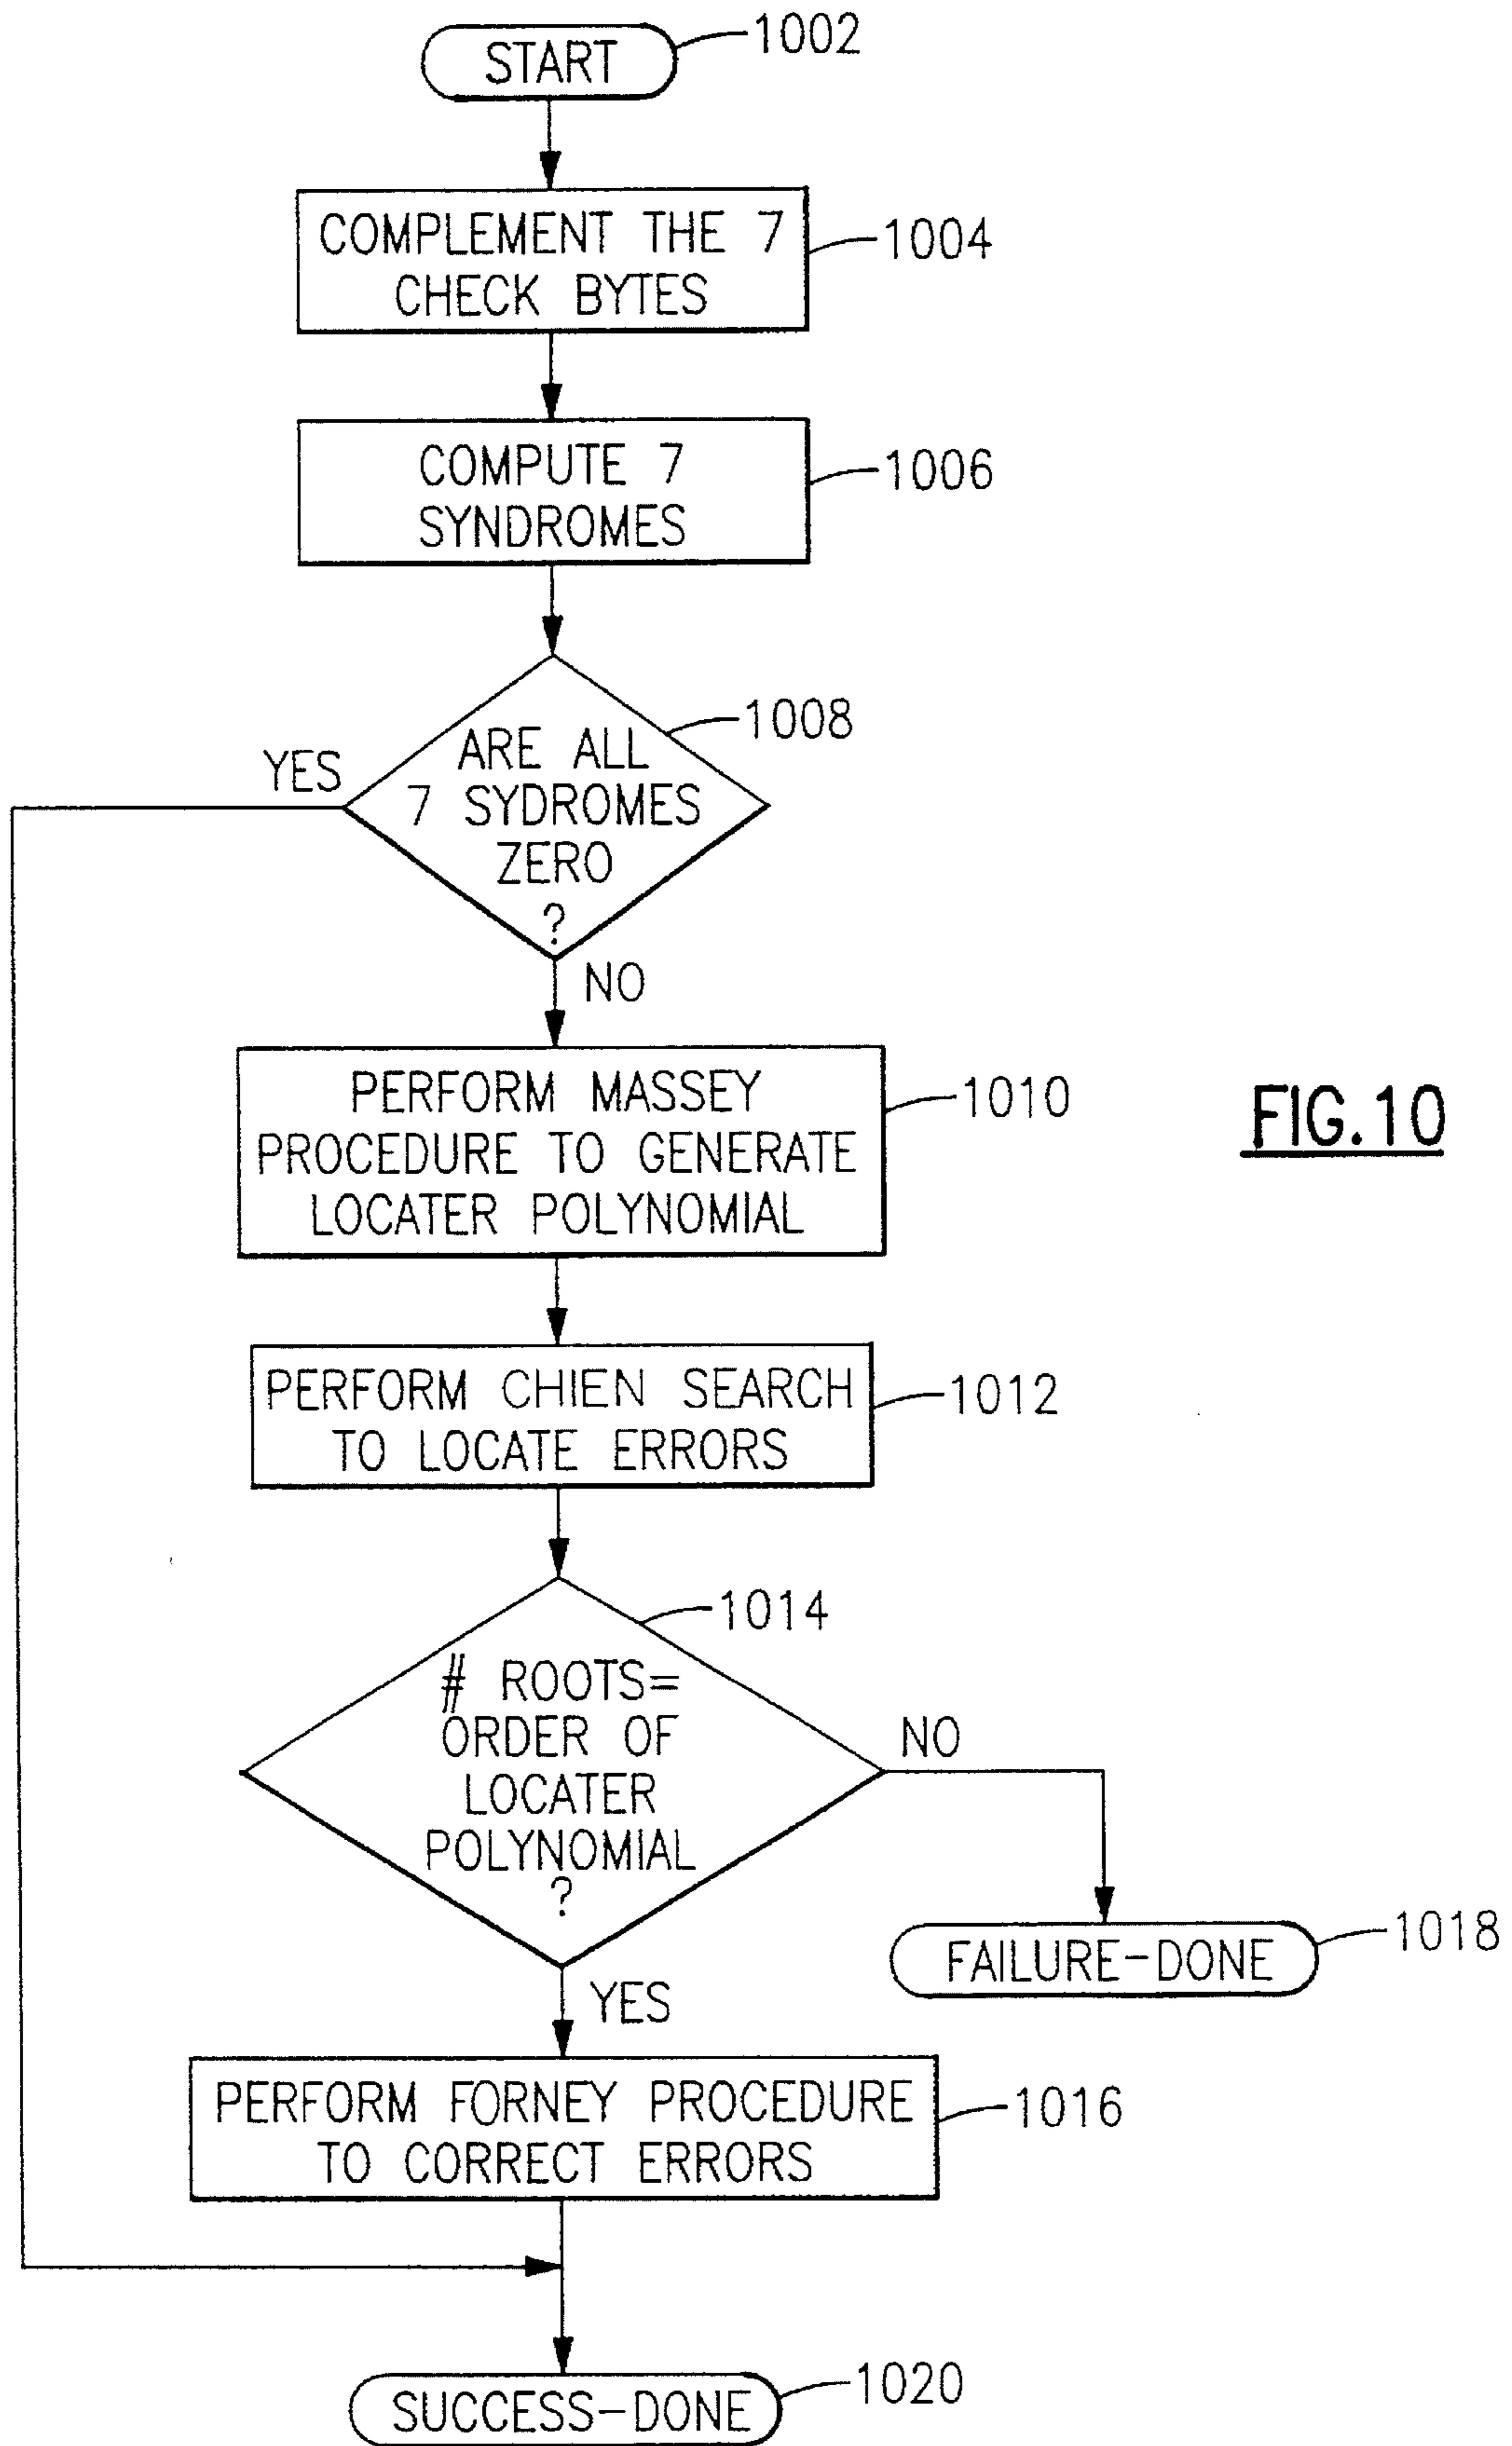 START
1002
COMPLEMENT THE 7
CHECK BYTES
1004
COMPUTE 7
SYNDROMES
1006
ARE ALL
7 SYDROMES
ZERO
?
1008
YES
NO
PERFORM MASSEY
PROCEDURE TO GENERATE
LOCATER POLYNOMIAL
1010
FIG.10
PERFORM CHIEN SEARCH
TO LOCATE ERRORS
1012
# ROOTS=
ORDER OF
LOCATER
POLYNOMIAL
?
1014
NO
FAILURE-DONE
1018
YES
PERFORM FORNEY PROCEDURE
TO CORRECT ERRORS
1016
SUCCESS-DONE
1020